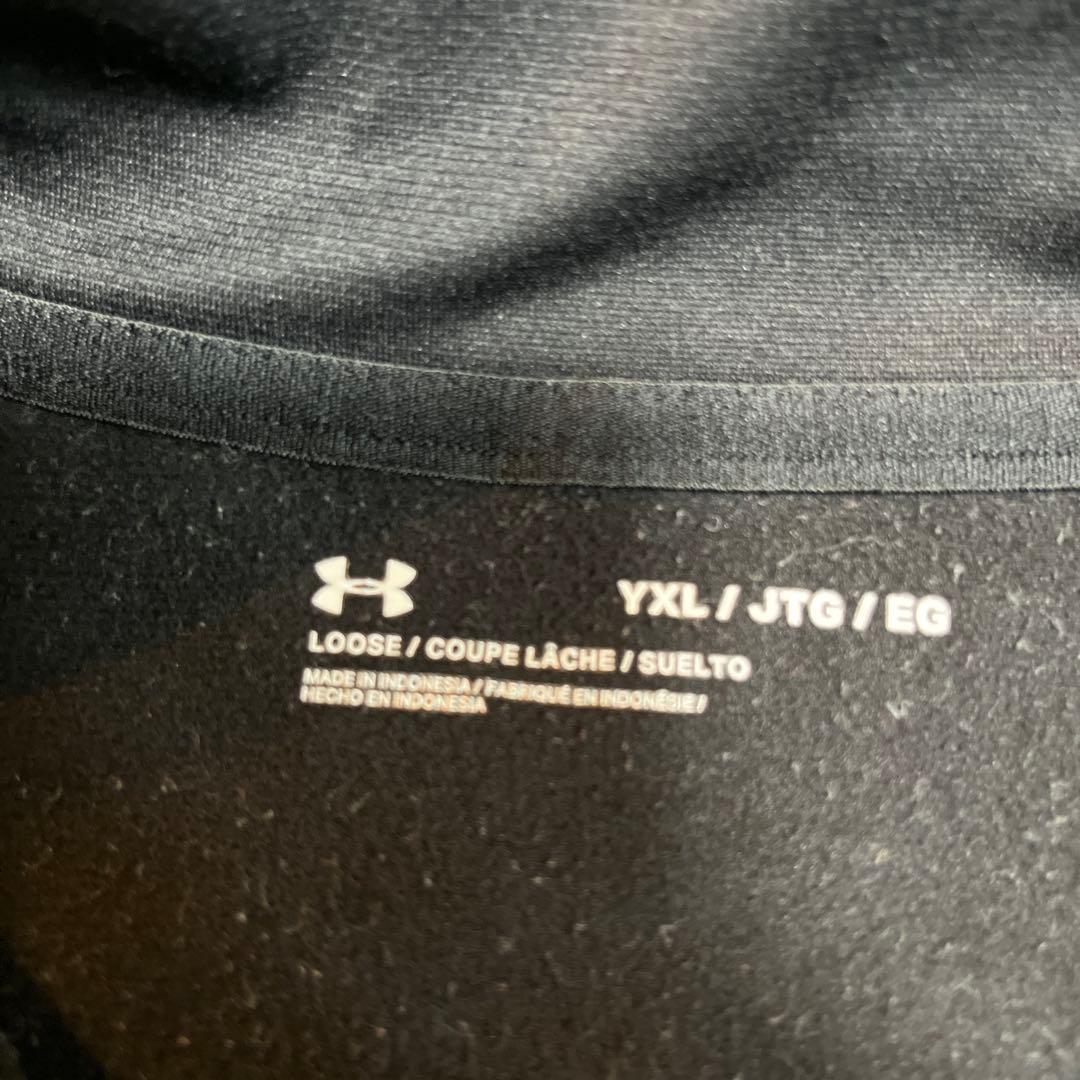 YXL / JTG / EG
LOOSE / COUPE LÂCHE / SUELTO
MADE IN INDONESIA / FABRIQUÉ EN INDONÉSIE /
HECHO EN INDONESIA